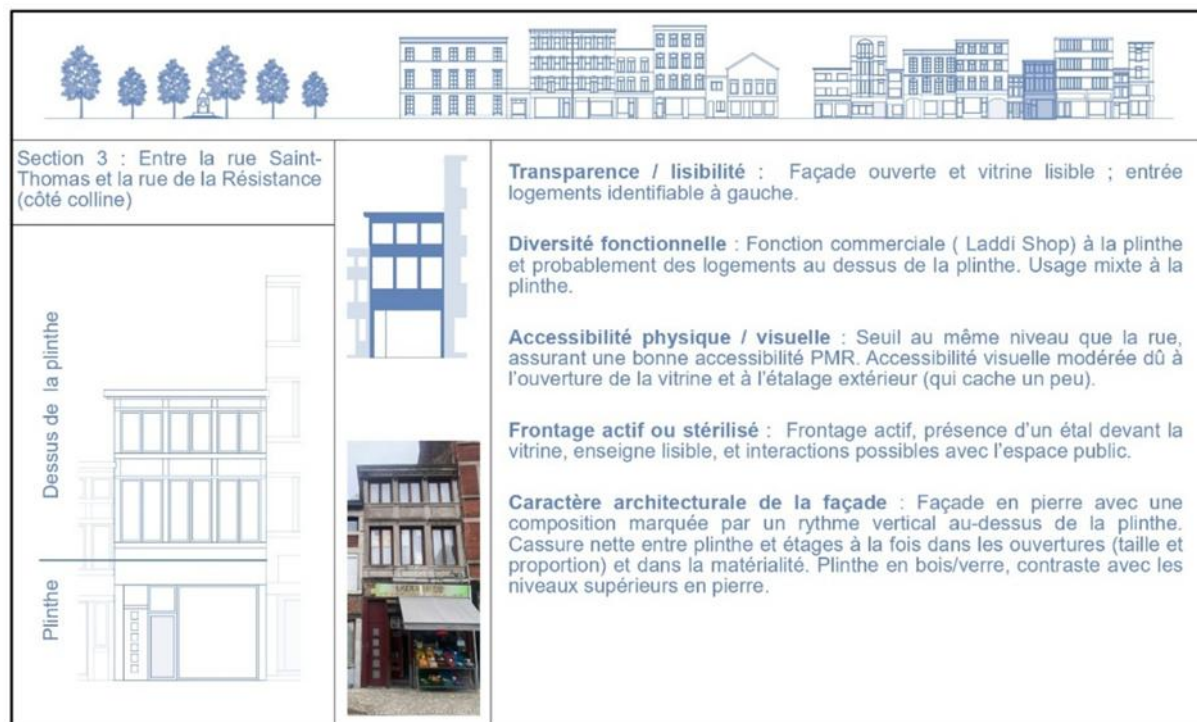 Section 3 : Entre la rue Saint-
Thomas et la rue de la Résistance
(côté colline)
Dessus de la plinthe
Plinthe
Transparence / lisibilité : Façade ouverte et vitrine lisible ; entrée
logements identifiable à gauche.
Diversité fonctionnelle : Fonction commerciale ( Laddi Shop) à la plinthe
et probablement des logements au dessus de la plinthe. Usage mixte à la
plinthe.
Accessibilité physique / visuelle : Seuil au même niveau que la rue,
assurant une bonne accessibilité PMR. Accessibilité visuelle modérée dû à
l'ouverture de la vitrine et à l'étalage extérieur (qui cache un peu).
Frontage actif ou stérilisé : Frontage actif, présence d'un étal devant la
vitrine, enseigne lisible, et interactions possibles avec l'espace public.
Caractère architecturale de la façade : Façade en pierre avec une
composition marquée par un rythme vertical au-dessus de la plinthe.
Cassure nette entre plinthe et étages à la fois dans les ouvertures (taille et
proportion) et dans la matérialité. Plinthe en bois/verre, contraste avec les
niveaux supérieurs en pierre.